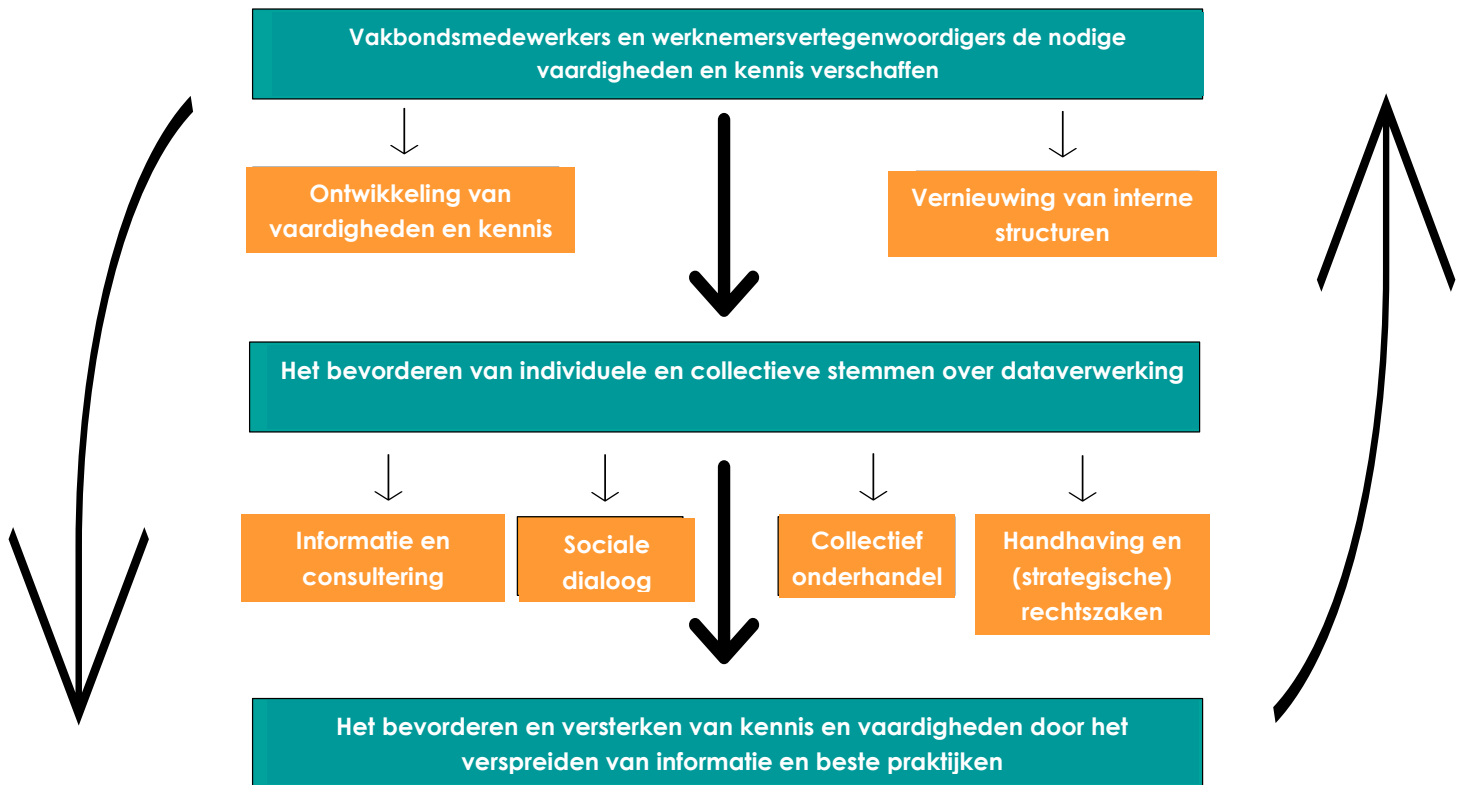 Vakbondsmedewerkers en werknemersvertegenwoordigers de nodige
vaardigheden en kennis verschaffen
Ontwikkeling van
vaardigheden en kennis
Vernieuwing van interne
structuren
Het bevorderen van individuele en collectieve stemmen over dataverwerking
Informatie en
consultering
Sociale
dialoog
Collectief
onderhandel
Handhaving en
(strategische)
rechtszaken
Het bevorderen en versterken van kennis en vaardigheden door het
verspreiden van informatie en beste praktijken